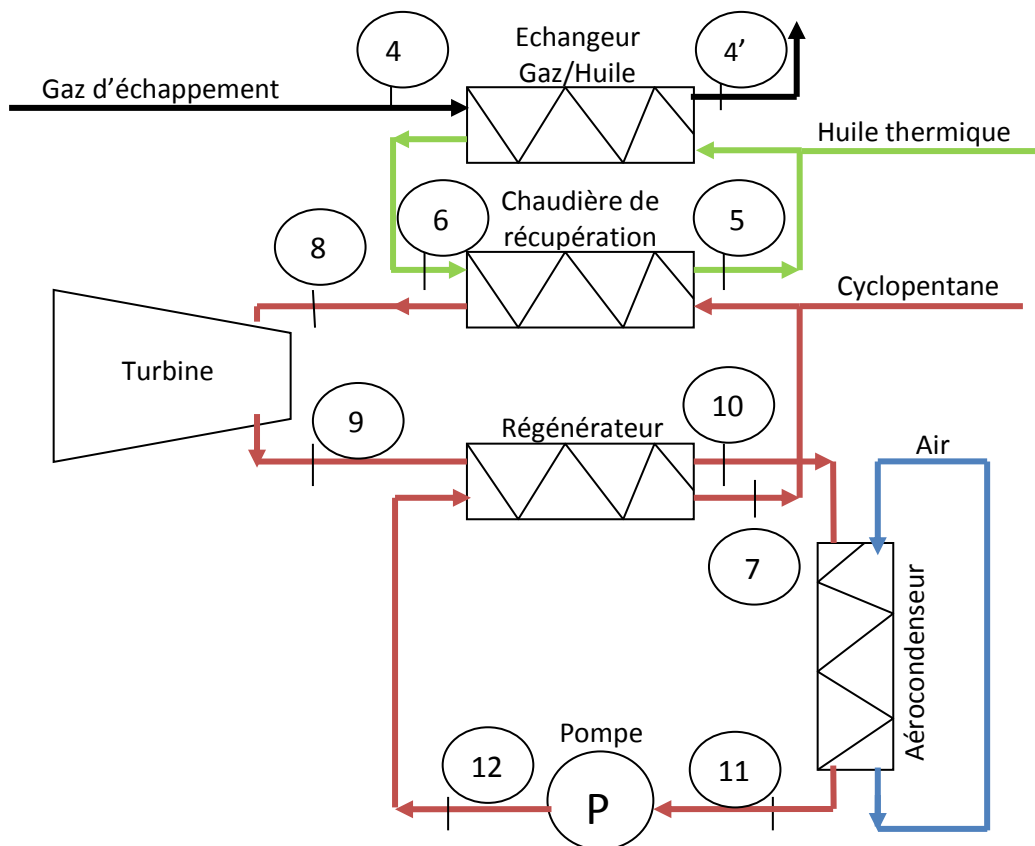 4
Echangeur
Gaz/Huile
4’
Gaz d’échappement
Huile thermique
6
Chaudière de
récupération
5
8
Cyclopentane
Turbine
9
Régénérateur
10
Air
7
Aérocondenseur
Pompe
12
P
11